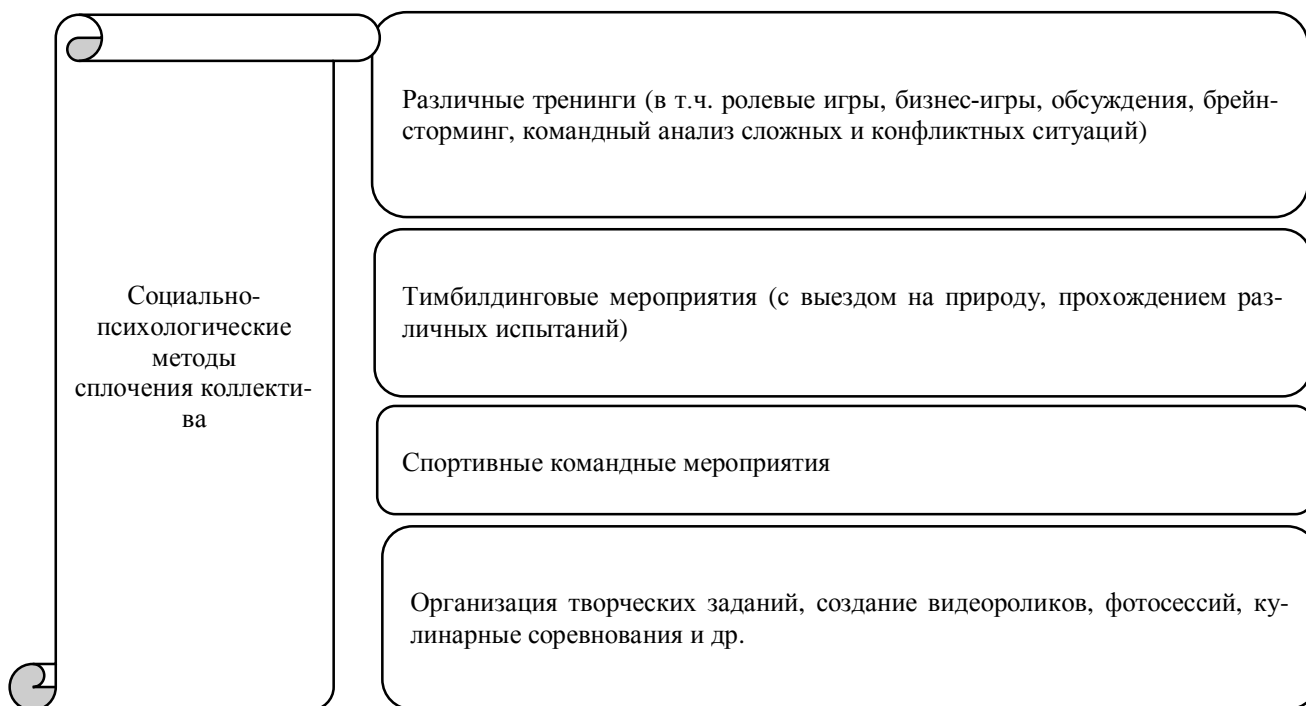 Социально-
психологические
методы
сплочения коллекти-
ва
Различные тренинги (в т.ч. ролевые игры, бизнес-игры, обсуждения, брейн-
сторминг, командный анализ сложных и конфликтных ситуаций)
Тимбилдинговые мероприятия (с выездом на природу, прохождением раз-
личных испытаний)
Спортивные командные мероприятия
Организация творческих заданий, создание видеороликов, фотосессий, ку-
линарные соревнования и др.